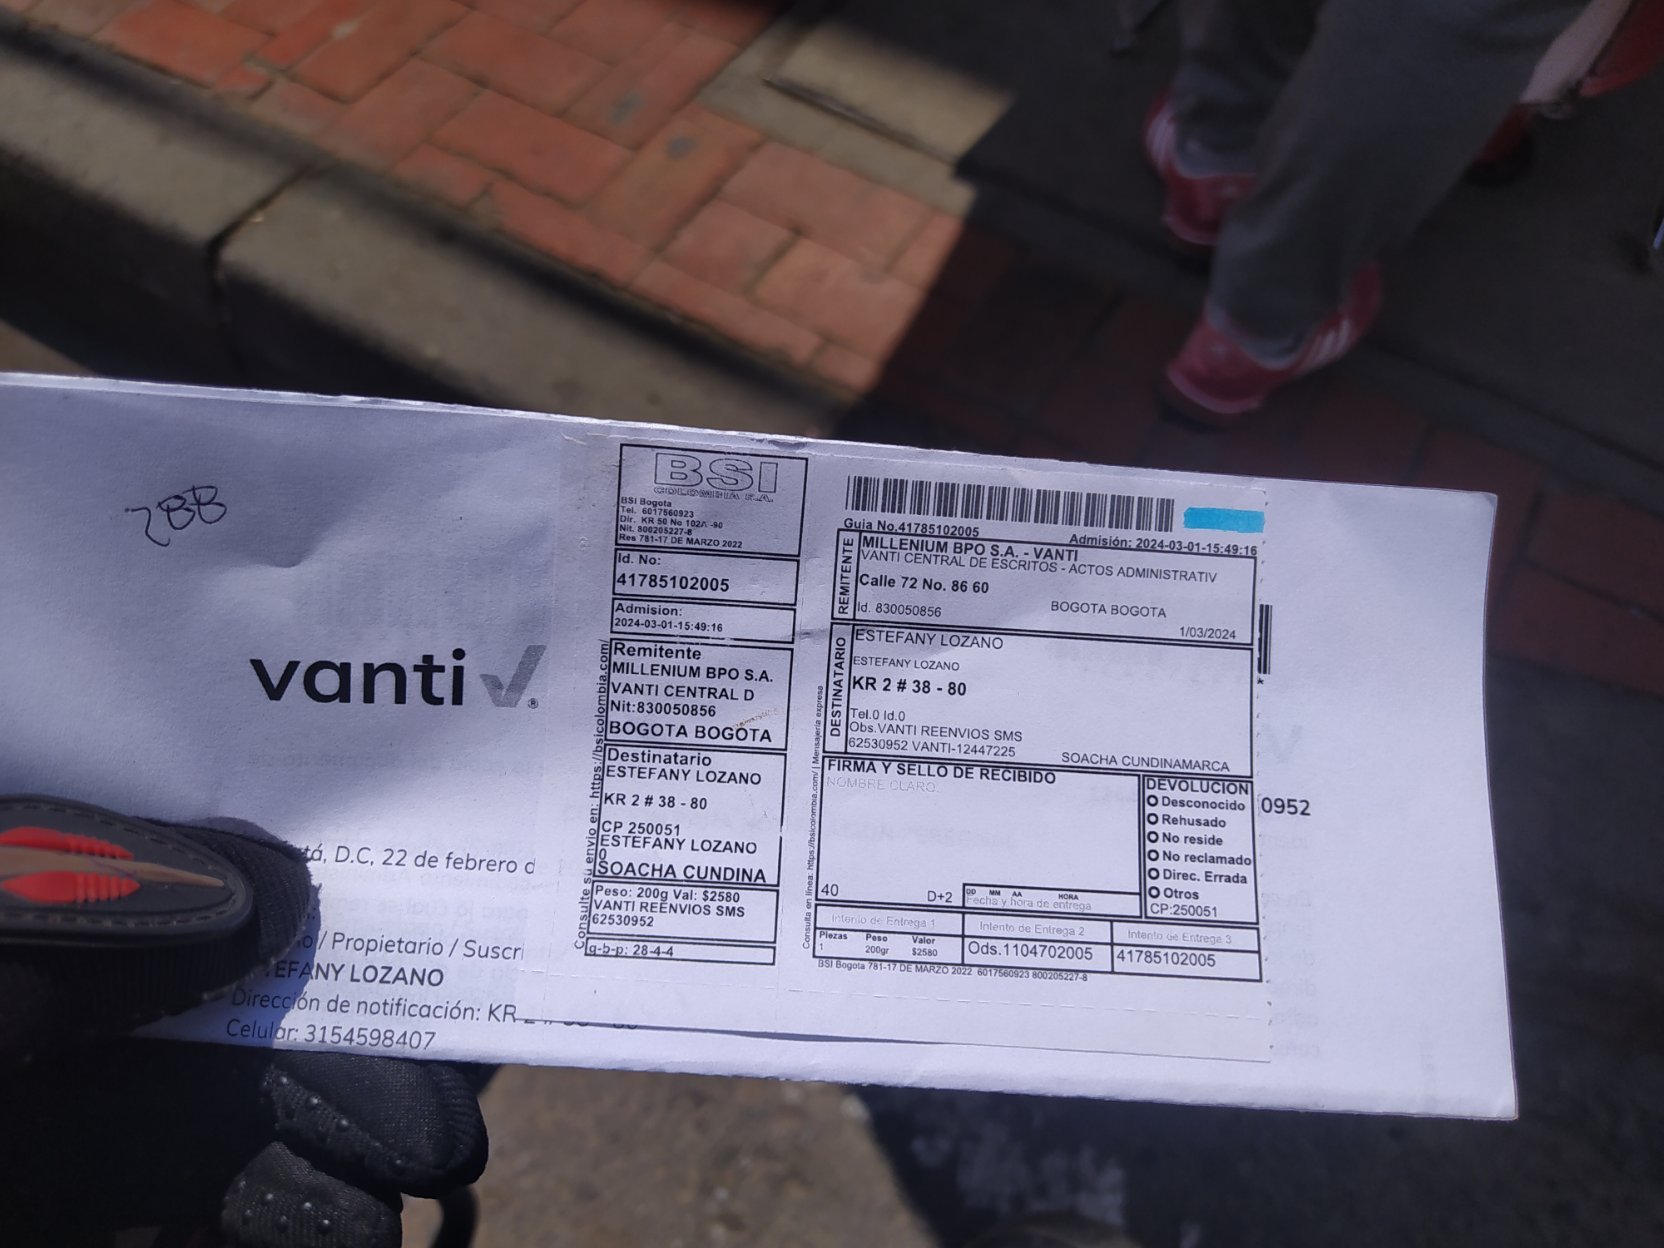 vanti
tá, D.C, 22 de febrero d
o / Propietario / Suscri
EFANY LOZANO
Dirección de notificación: KR 2 # 38 - 80
Celular: 3154598407
BSI
COLOMBIA S.A.
BSI Bogota
Tel. 6017560923
Dir. KR 50 No 102A -90
Nit. 800205227-8
Res 781-17 DE MARZO 2022
Id. No:
41785102005
Admision:
2024-03-01-15:49:16
Remitente
MILLENIUM BPO S.A.
VANTI CENTRAL D
Nit:830050856
BOGOTA BOGOTA
Destinatario
ESTEFANY LOZANO
KR 2 # 38 - 80
CP 250051
ESTEFANY LOZANO
0
SOACHA CUNDINA
Peso: 200g Val: $2580
VANTI REENVIOS SMS
62530952
g-b-p: 28-4-4
Consulte su envio en: https://bsicolombia.com/
Guia No.41785102005
Admisión: 2024-03-01-15:49:16
REMITENTE
MILLENIUM BPO S.A. - VANTI
VANTI CENTRAL DE ESCRITOS - ACTOS ADMINISTRATIV
Calle 72 No. 86 60
Id. 830050856 BOGOTA BOGOTA
1/03/2024
DESTINATARIO
ESTEFANY LOZANO
ESTEFANY LOZANO
KR 2 # 38 - 80
Tel.0 Id.0
Obs.VANTI REENVIOS SMS
62530952 VANTI-12447225 SOACHA CUNDINAMARCA
FIRMA Y SELLO DE RECIBIDO
NOMBRE CLARO.
40 D+2
DD MM AA HORA
Fecha y hora de entrega
DEVOLUCION
Desconocido
Rehusado
No reside
No reclamado
Direc. Errada
Otros
CP:250051
0952
Intento de Entrega 1 Intento de Entrega 2 Intento de Entrega 3
Piezas Peso Valor
1 200gr $2580
Ods.1104702005
41785102005
BSI Bogota 781-17 DE MARZO 2022 6017560923 800205227-8
Consulta en línea: https://bsicolombia.com/ | Mensajería expresa